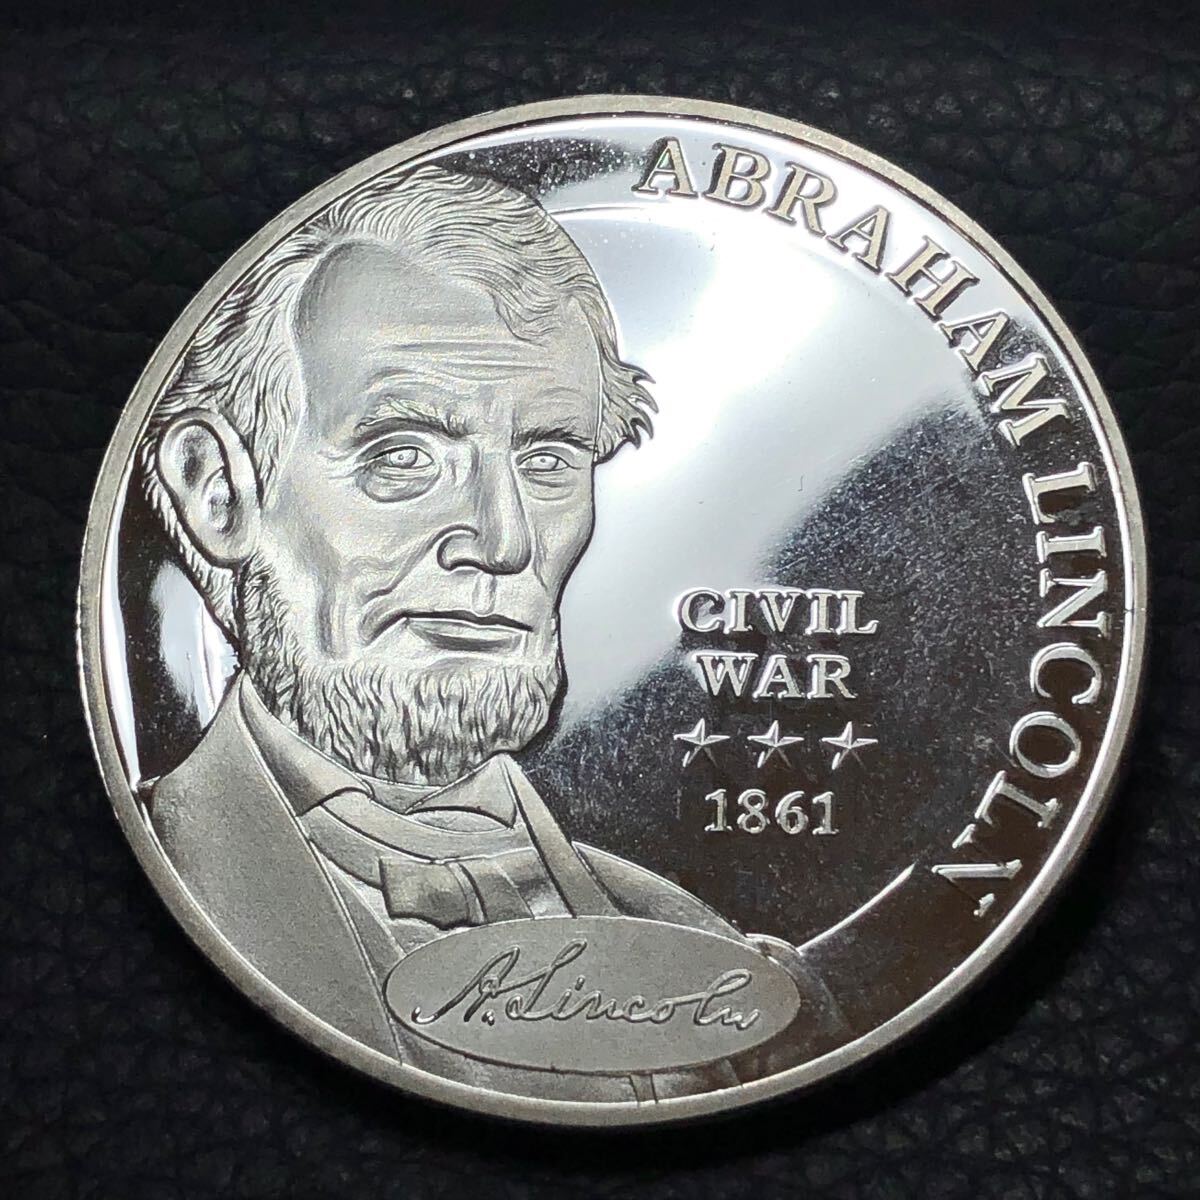 ABRAHAM LINCOLN
CIVIL
WAR
1861
A. Lincoln